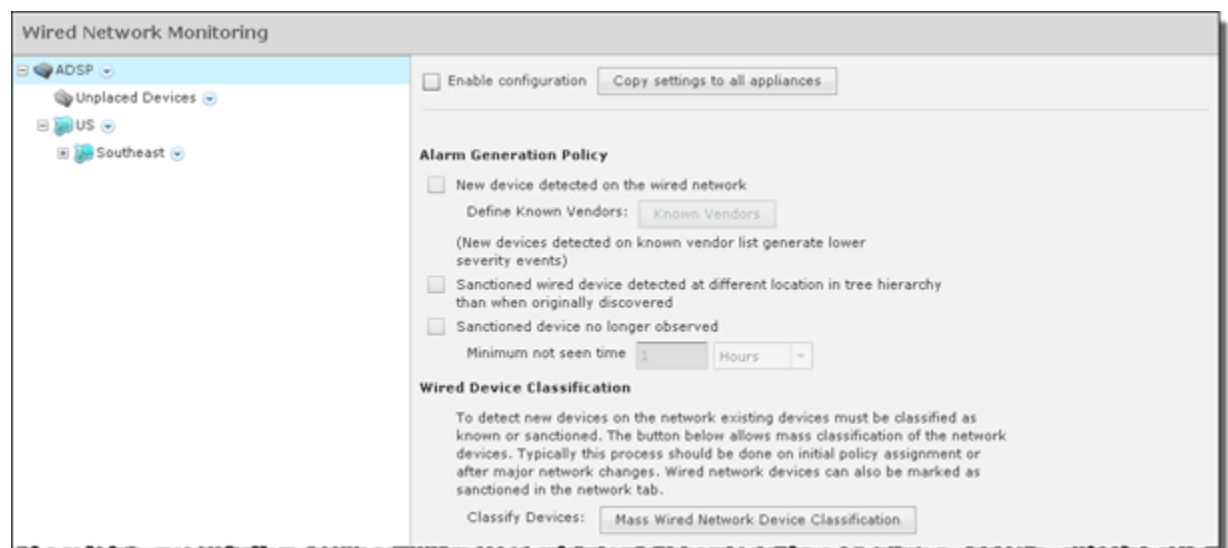 Wired Network Monitoring
ADSP
Unplaced Devices
US
Southeast
Enable configuration
Copy settings to all appliances
Alarm Generation Policy
New device detected on the wired network
Define Known Vendors:
Known Vendors
(New devices detected on known vendor list generate lower
severity events)
Sanctioned wired device detected at different location in tree hierarchy
than when originally discovered
Sanctioned device no longer observed
Minimum not seen time
1
Hours
Wired Device Classification
To detect new devices on the network existing devices must be classified as
known or sanctioned. The button below allows mass classification of the network
devices. Typically this process should be done on initial policy assignment or
after major network changes. Wired network devices can also be marked as
sanctioned in the network tab.
Classify Devices:
Mass Wired Network Device Classification